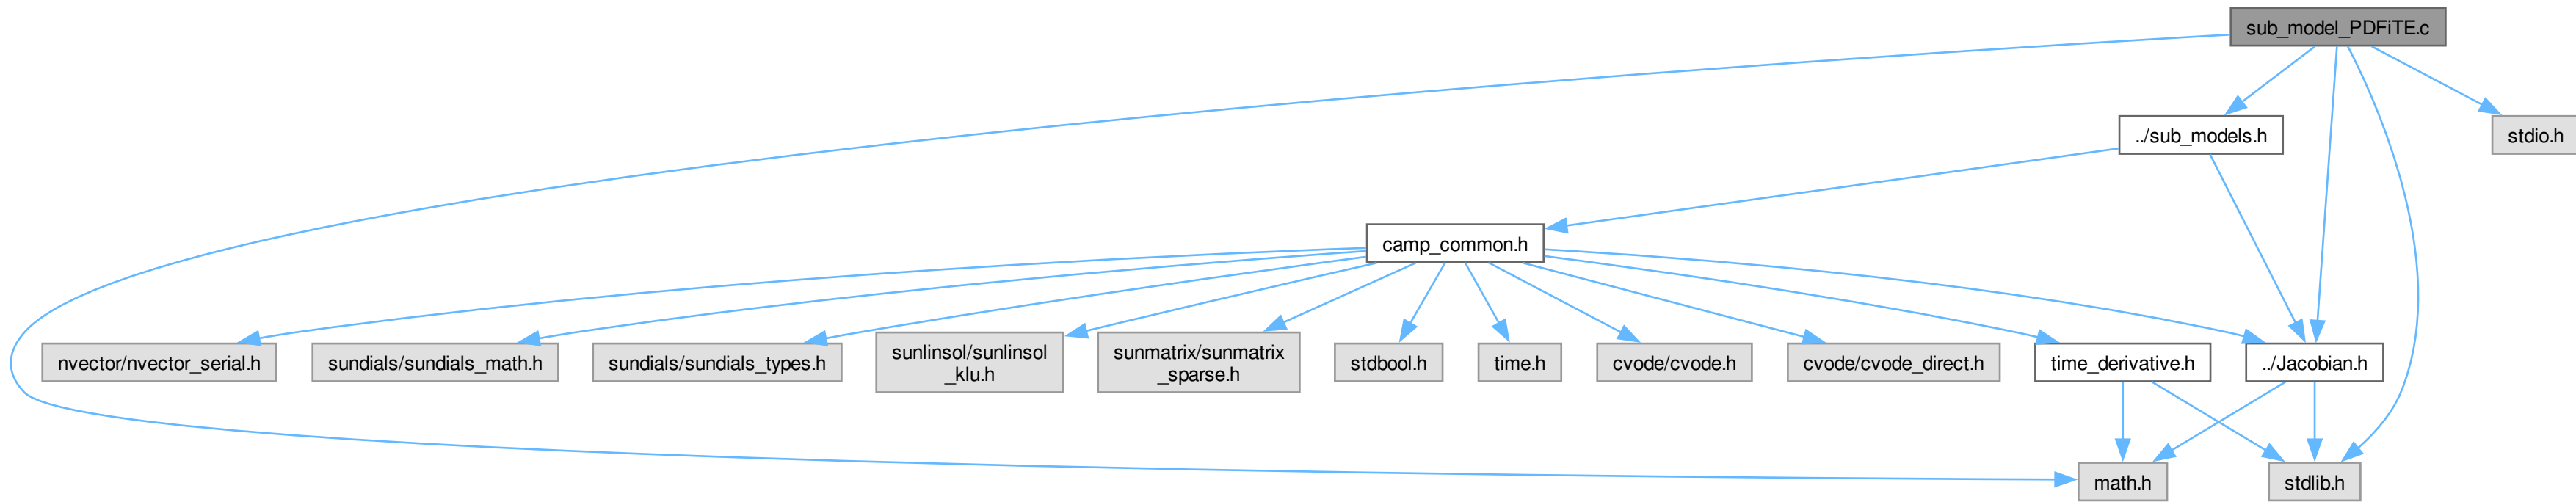 sub_model_PDFiTE.c
../sub_models.h
stdio.h
camp_common.h
nvector/nvector_serial.h
sundials/sundials_math.h
sundials/sundials_types.h
sunlinsol/sunlinsol
_klu.h
sunmatrix/sunmatrix
_sparse.h
stdbool.h
time.h
cvode/cvode.h
cvode/cvode_direct.h
time_derivative.h
../Jacobian.h
math.h
stdlib.h